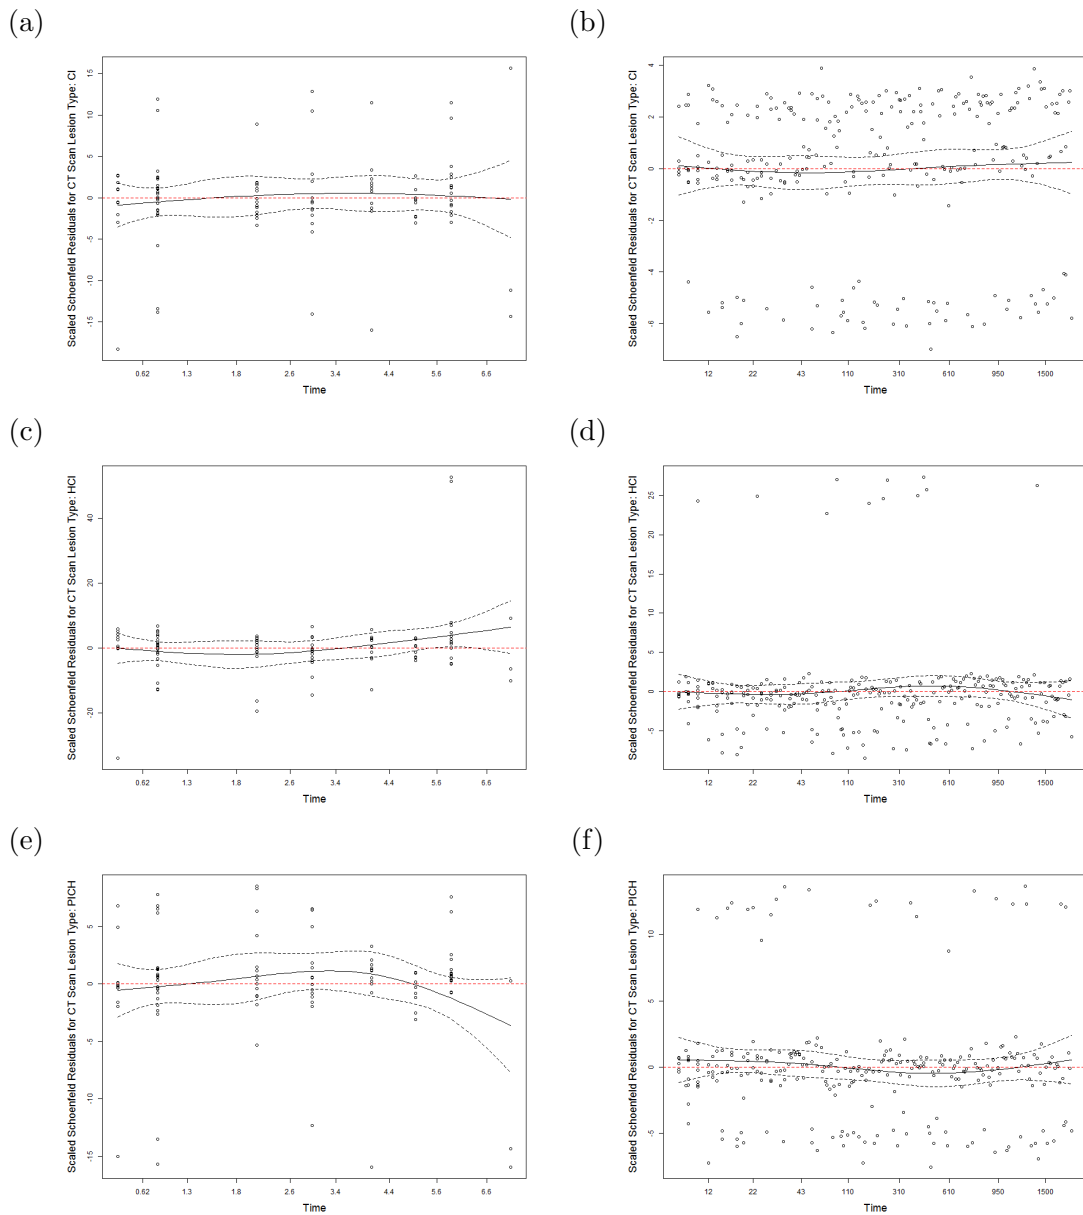 (a)
(b)
Scaled Schoenfeld Residuals for CT Scan Lesion Type: CI
15
10
5
0
-5
-10
-15
0.62 1.3 1.8 2.6 3.4 4.4 5.6 6.6
Time
Scaled Schoenfeld Residuals for CT Scan Lesion Type: CI
4
2
0
-2
-4
-6
12 22 43 110 310 610 950 1500
Time
(c)
(d)
Scaled Schoenfeld Residuals for CT Scan Lesion Type: HCI
40
20
0
-20
0.62 1.3 1.8 2.6 3.4 4.4 5.6 6.6
Time
Scaled Schoenfeld Residuals for CT Scan Lesion Type: HCI
25
20
15
10
5
0
-5
12 22 43 110 310 610 950 1500
Time
(e)
(f)
Scaled Schoenfeld Residuals for CT Scan Lesion Type: PICH
5
0
-5
-10
-15
0.62 1.3 1.8 2.6 3.4 4.4 5.6 6.6
Time
Scaled Schoenfeld Residuals for CT Scan Lesion Type: PICH
10
5
0
-5
12 22 43 110 310 610 950 1500
Time